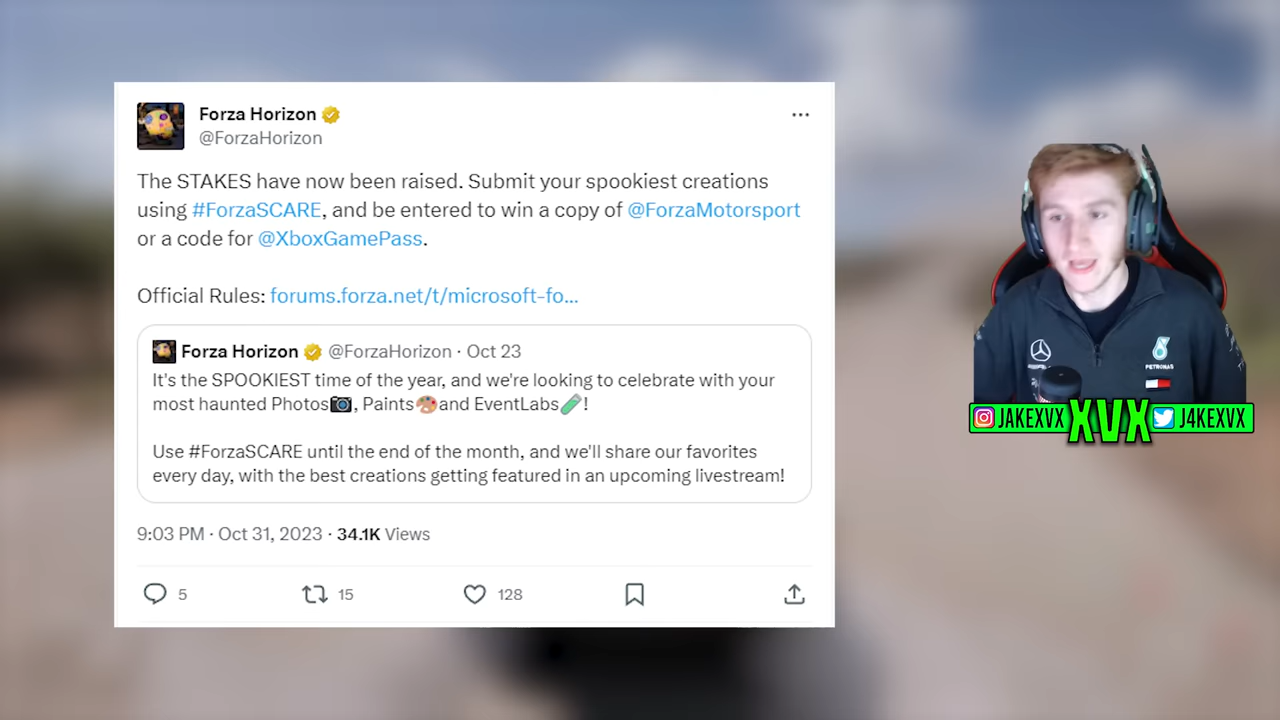 Forza Horizon
@ForzaHorizon
The STAKES have now been raised. Submit your spookiest creations
using #ForzaSCARE, and be entered to win a copy of @ForzaMotorsport
or a code for @XboxGamePass.
Official Rules: forums.forza.net/t/microsoft-fo...
Forza Horizon @ForzaHorizon · Oct 23
It's the SPOOKIEST time of the year, and we're looking to celebrate with your
most haunted Photos📷, Paints🎨and EventLabs🧪!
Use #ForzaSCARE until the end of the month, and we'll share our favorites
every day, with the best creations getting featured in an upcoming livestream!
9:03 PM · Oct 31, 2023 · 34.1K Views
5 15 128
PETRONAS
JAKEXVX XVX J4KEXVX